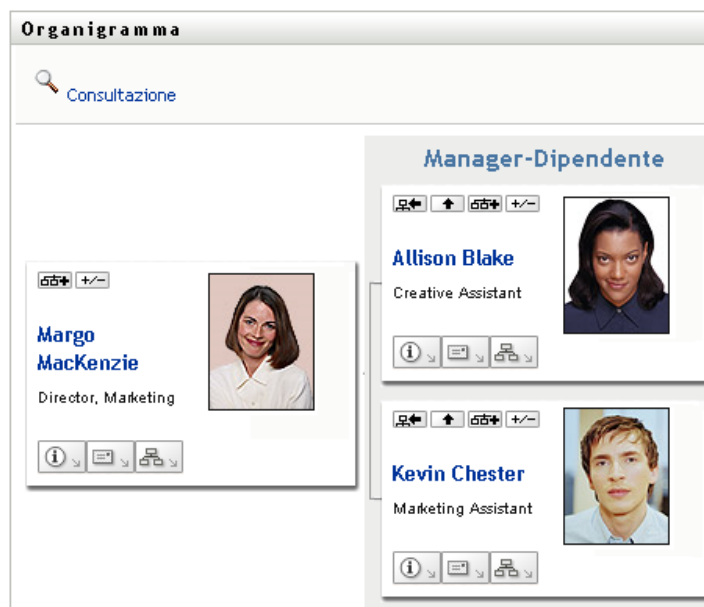 Organigramma
Consultazione
Manager-Dipendente
Allison Blake
Creative Assistant
Margo
MacKenzie
Director, Marketing
Kevin Chester
Marketing Assistant